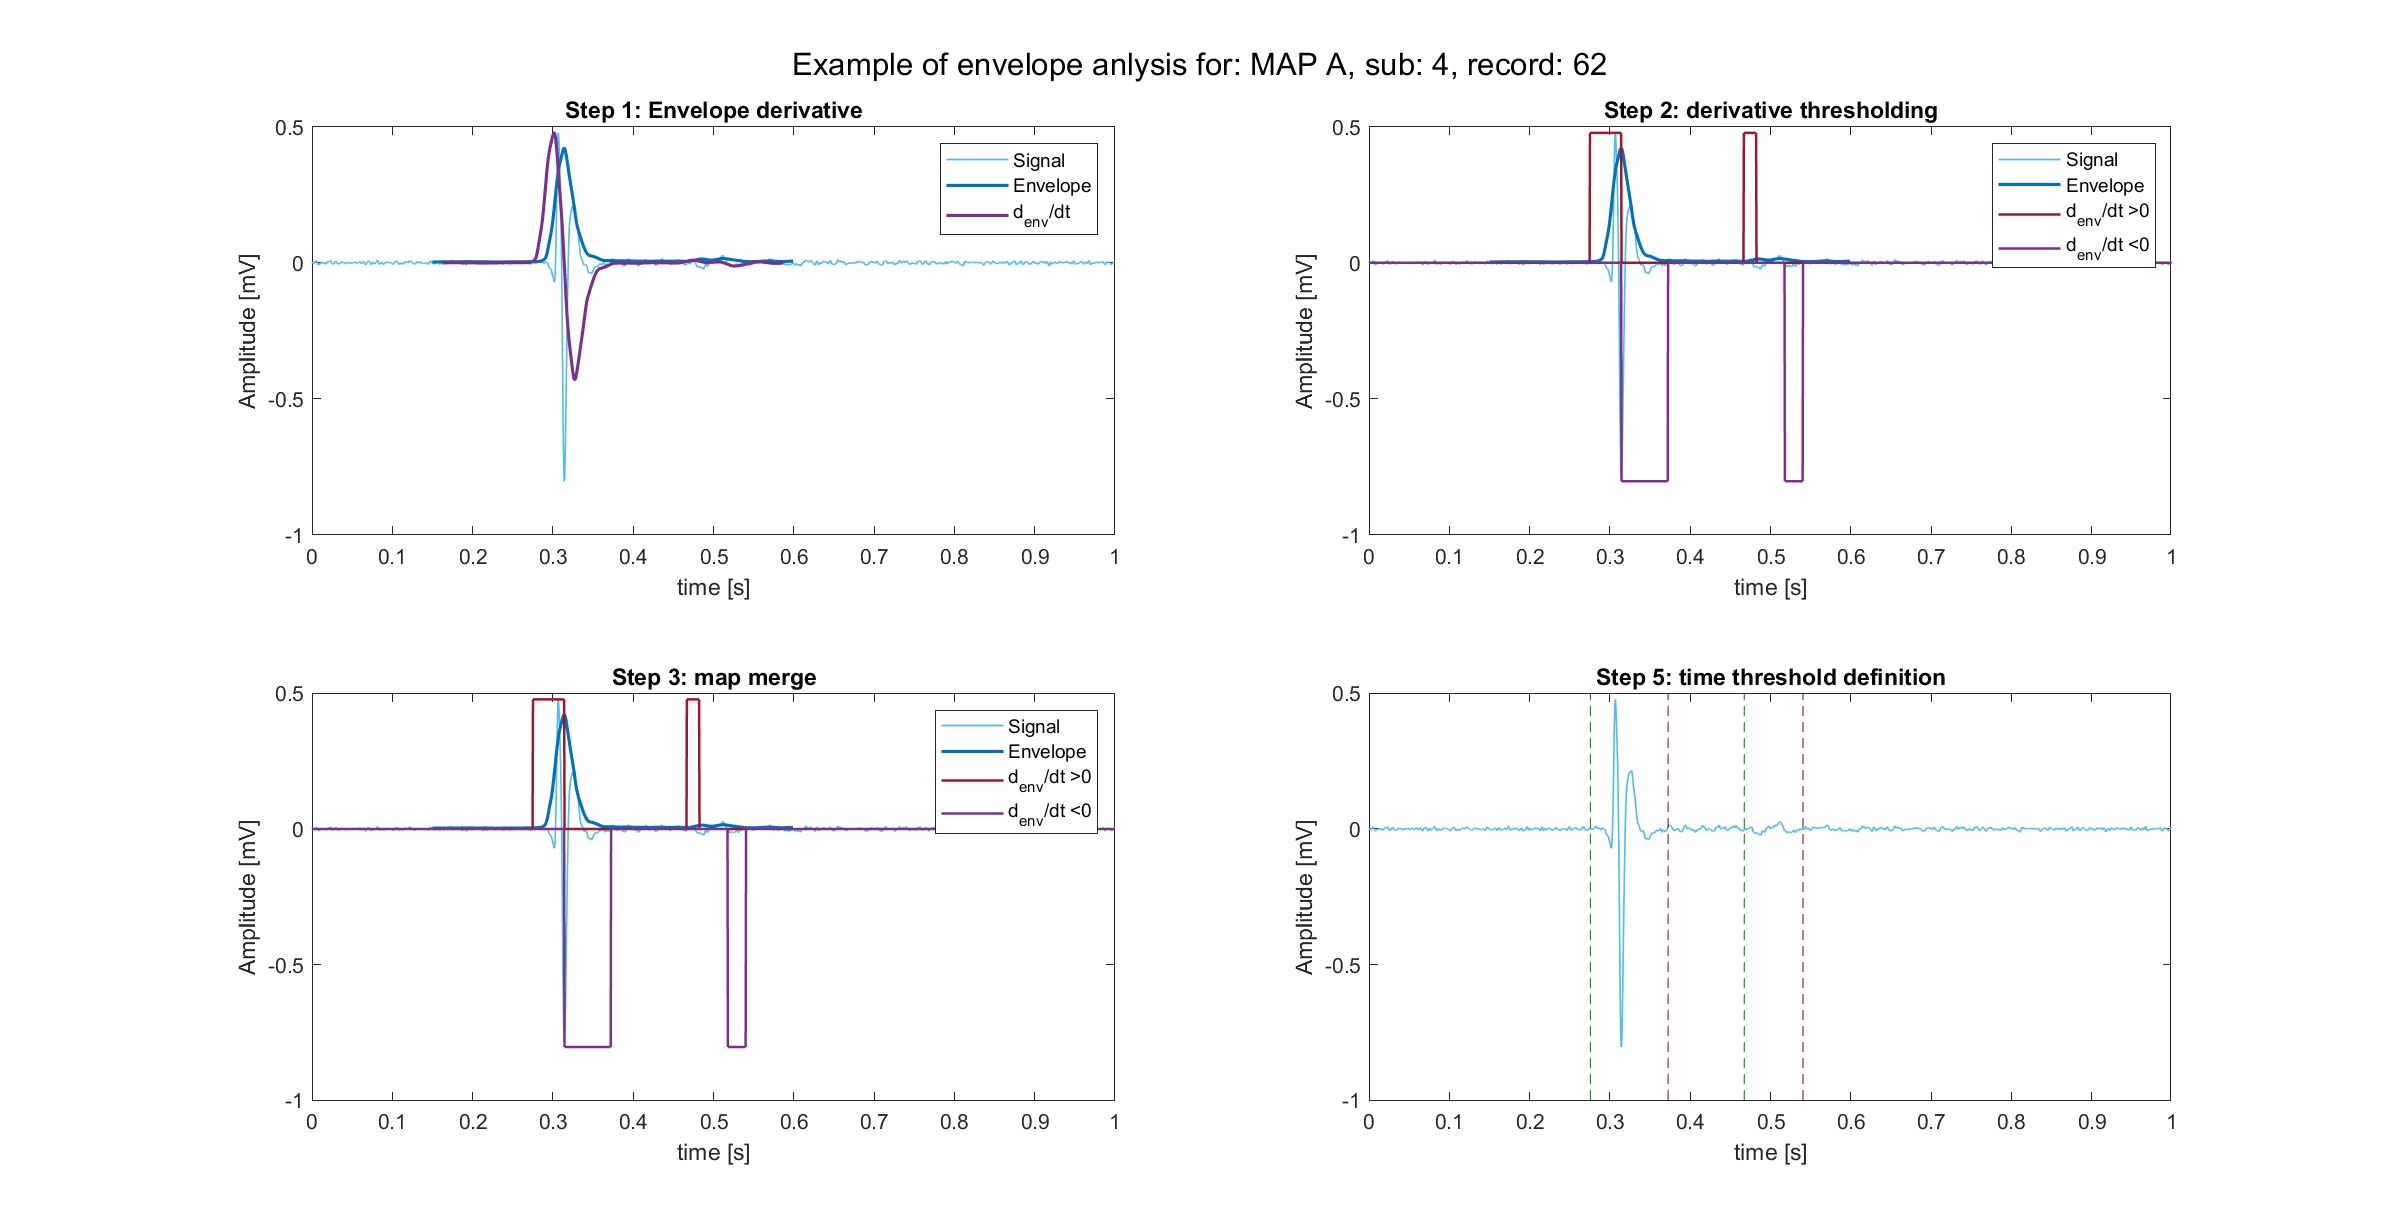 Example of envelope anlysis for: MAP A, sub: 4, record: 62
Step 1: Envelope derivative
0.5
0
-0.5
-1
Amplitude [mV]
0 0.1 0.2 0.3 0.4 0.5 0.6 0.7 0.8 0.9 1
time [s]
Signal
Envelope
d_env/dt
Step 2: derivative thresholding
0.5
0
-0.5
-1
Amplitude [mV]
0 0.1 0.2 0.3 0.4 0.5 0.6 0.7 0.8 0.9 1
time [s]
Signal
Envelope
d_env/dt >0
d_env/dt <0
Step 3: map merge
0.5
0
-0.5
-1
Amplitude [mV]
0 0.1 0.2 0.3 0.4 0.5 0.6 0.7 0.8 0.9 1
time [s]
Signal
Envelope
d_env/dt >0
d_env/dt <0
Step 5: time threshold definition
0.5
0
-0.5
-1
Amplitude [mV]
0 0.1 0.2 0.3 0.4 0.5 0.6 0.7 0.8 0.9 1
time [s]